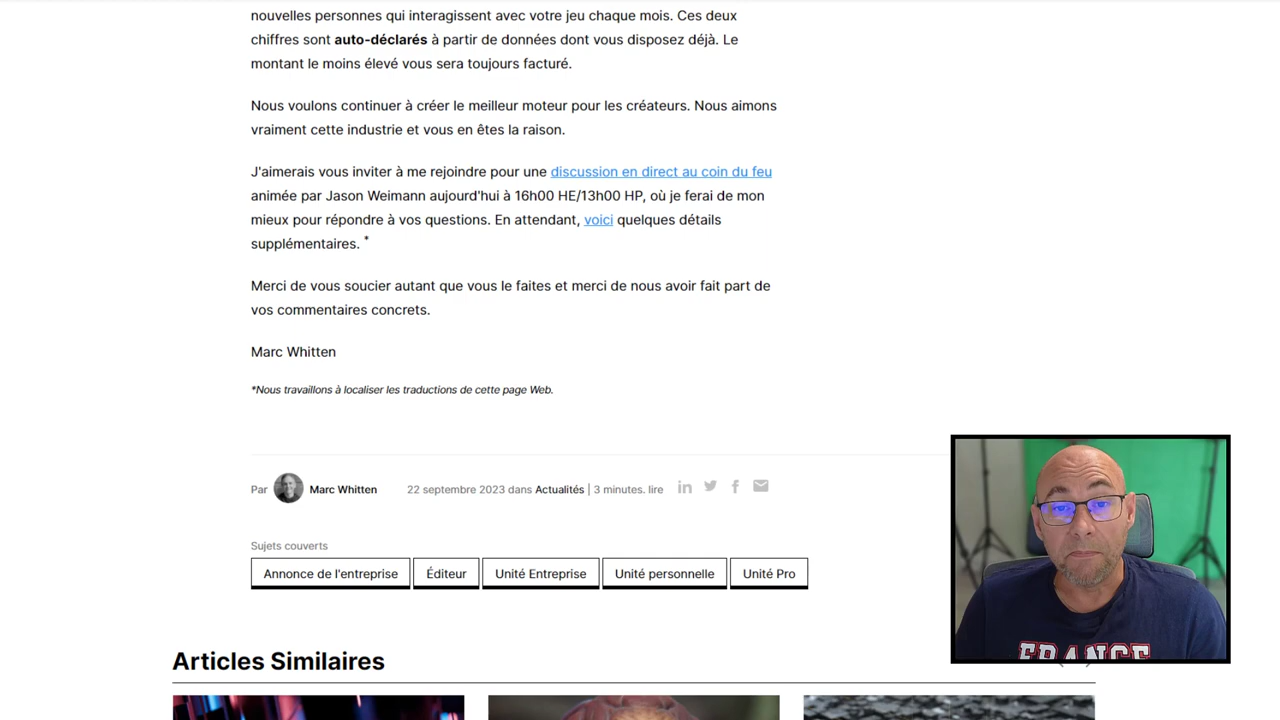 nouvelles personnes qui interagissent avec votre jeu chaque mois. Ces deux
chiffres sont auto-déclarés à partir de données dont vous disposez déjà. Le
montant le moins élevé vous sera toujours facturé.
Nous voulons continuer à créer le meilleur moteur pour les créateurs. Nous aimons
vraiment cette industrie et vous en êtes la raison.
J'aimerais vous inviter à me rejoindre pour une discussion en direct au coin du feu
animée par Jason Weimann aujourd'hui à 16h00 HE/13h00 HP, où je ferai de mon
mieux pour répondre à vos questions. En attendant, voici quelques détails
supplémentaires. *
Merci de vous soucier autant que vous le faites et merci de nous avoir fait part de
vos commentaires concrets.
Marc Whitten
*Nous travaillons à localiser les traductions de cette page Web.
Par Marc Whitten 22 septembre 2023 dans Actualités | 3 minutes. lire
Sujets couverts
Annonce de l'entreprise Éditeur Unité Entreprise Unité personnelle Unité Pro
Articles Similaires
FRANCE